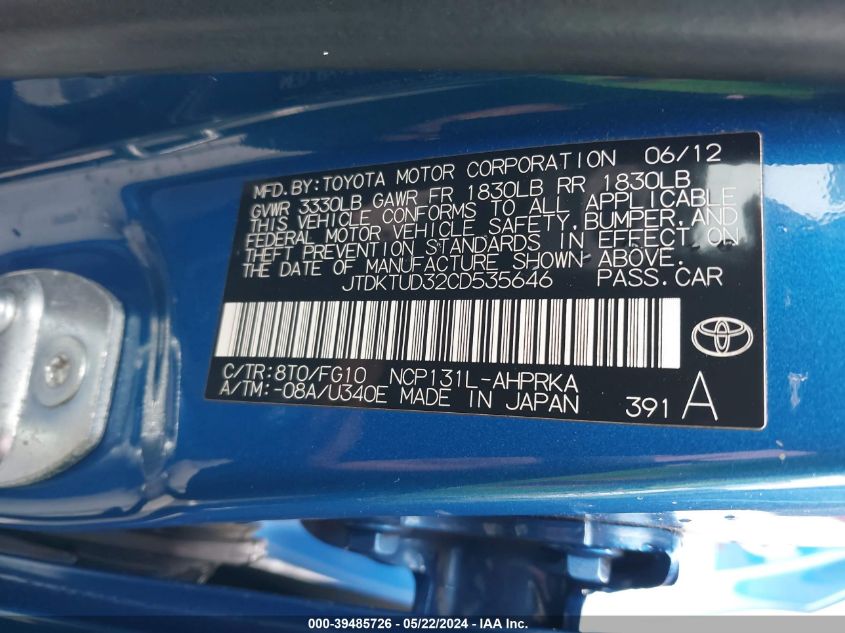 MFD.BY:TOYOTA MOTOR CORPORATION 06/12
GVWR 3330LB GAWR FR 1830LB RR 1830LB
THIS VEHICLE CONFORMS TO ALL APPLICABLE
FEDERAL MOTOR VEHICLE SAFETY,BUMPER,AND
THEFT PREVENTION STANDARDS IN EFFECT ON
THE DATE OF MANUFACTURE SHOWN ABOVE.
JTDKTUD32CD535646 PASS.CAR
C/TR:8T0/FG10 NCP131L-AHPRKA
A/TM:-08A/U340E MADE IN JAPAN 391 A
000-39485726 - 05/22/2024 - IAAI.COM